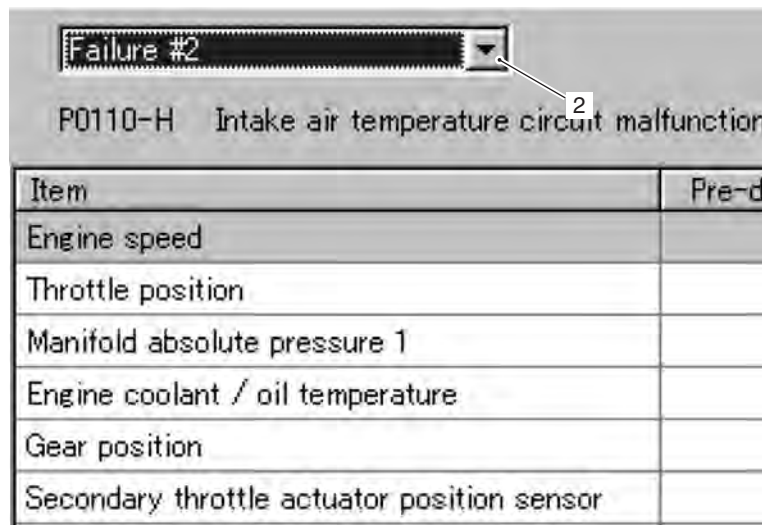 Failure #2
2
P0110-H Intake air temperature circuit malfunction
Item Pre-d
Engine speed
Throttle position
Manifold absolute pressure 1
Engine coolant / oil temperature
Gear position
Secondary throttle actuator position sensor